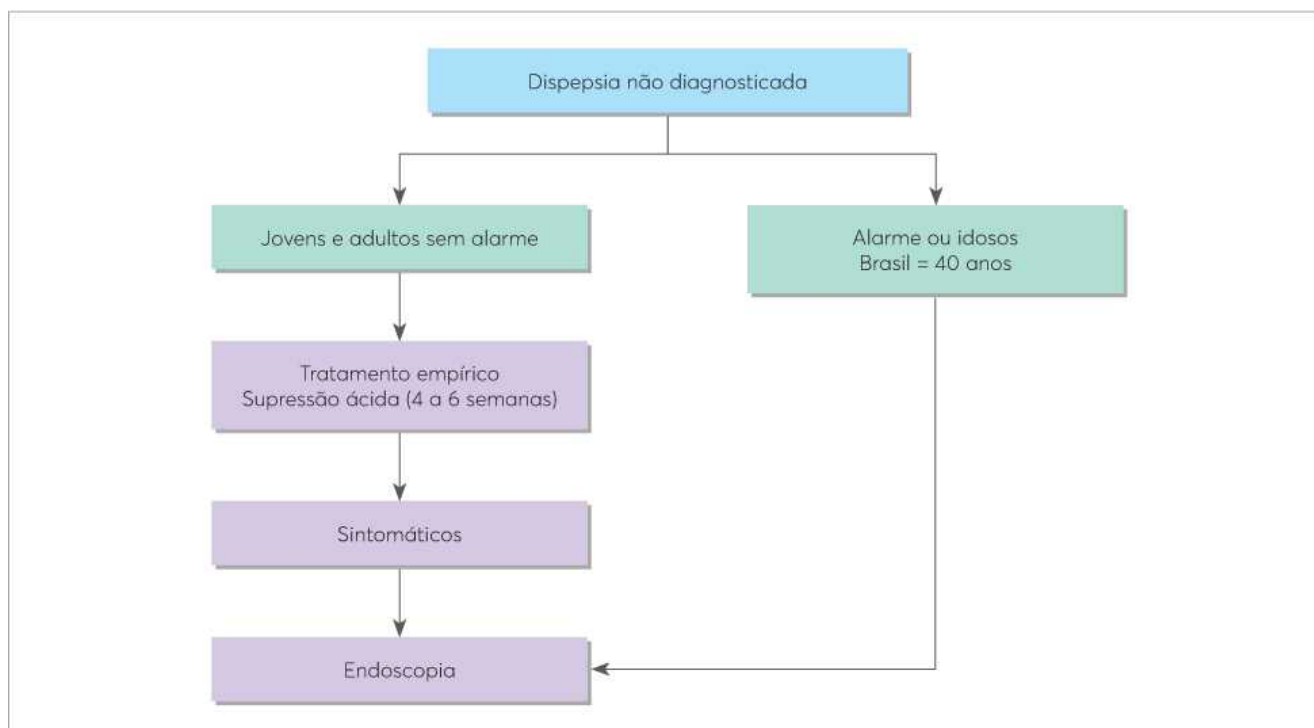 Dispepsia não diagnosticada
Jovens e adultos sem alarme
Alarme ou idosos
Brasil = 40 anos
Tratamento empírico
Supressão ácida (4 a 6 semanas)
Sintomáticos
Endoscopia